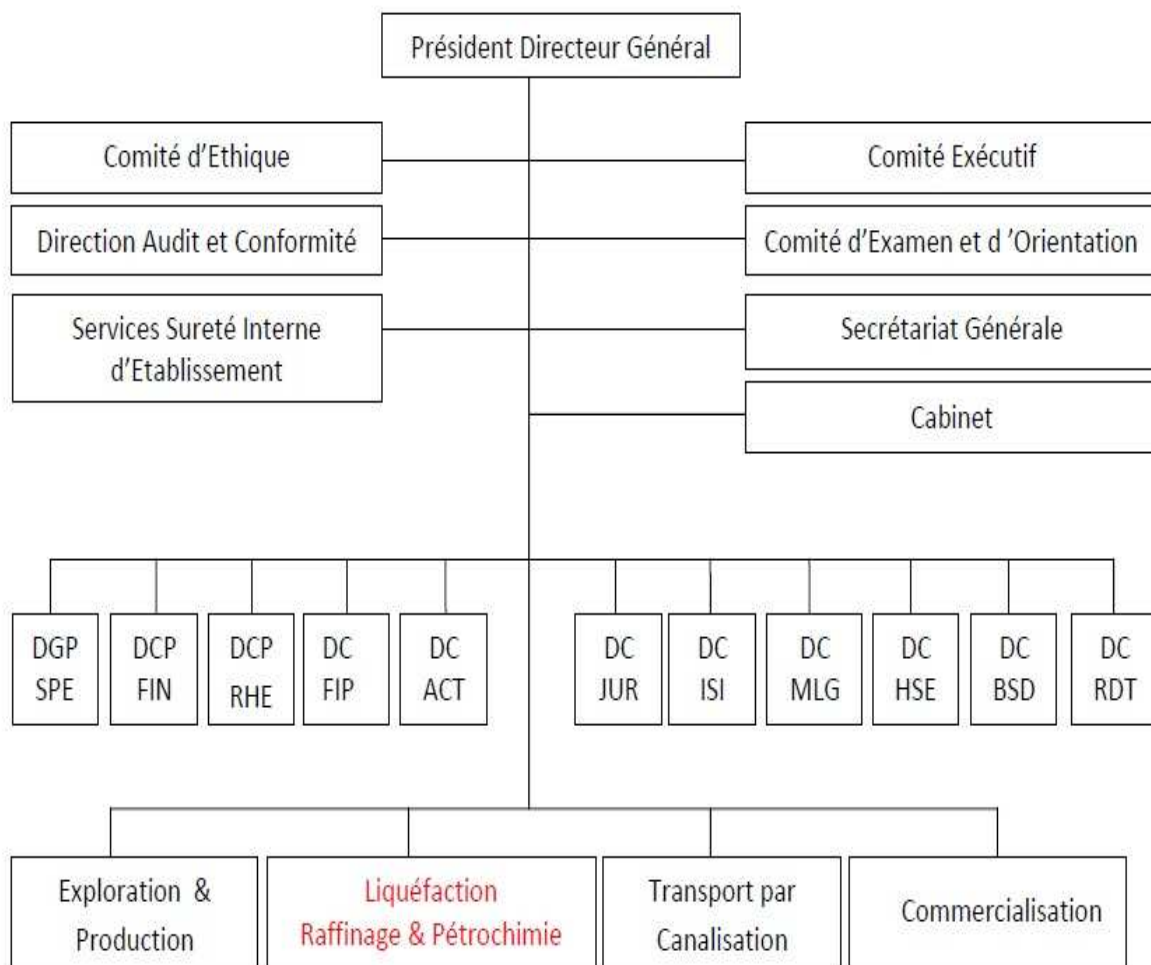 Président Directeur Général
Comité d'Ethique
Comité Exécutif
Direction Audit et Conformité
Comité d'Examen et d 'Orientation
Services Sureté Interne
d'Etablissement
Secrétariat Générale
Cabinet
DGP
SPE
DCP
FIN
DCP
RHE
DC
FIP
DC
ACT
DC
JUR
DC
ISI
DC
MLG
DC
HSE
DC
BSD
DC
RDT
Exploration &
Production
Liquéfaction
Raffinage & Pétrochimie
Transport par
Canalisation
Commercialisation